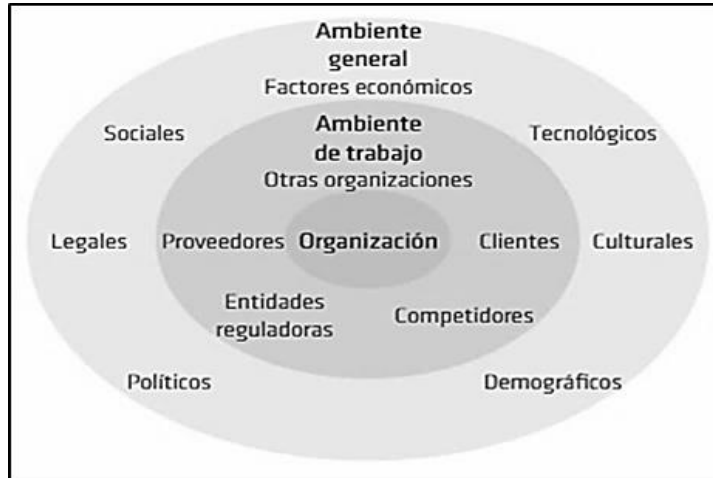 Ambiente
general
Factores económicos
Sociales
Tecnológicos
Ambiente
de trabajo
Otras organizaciones
Legales
Proveedores
Organización
Clientes
Culturales
Entidades
reguladoras
Competidores
Políticos
Demográficos